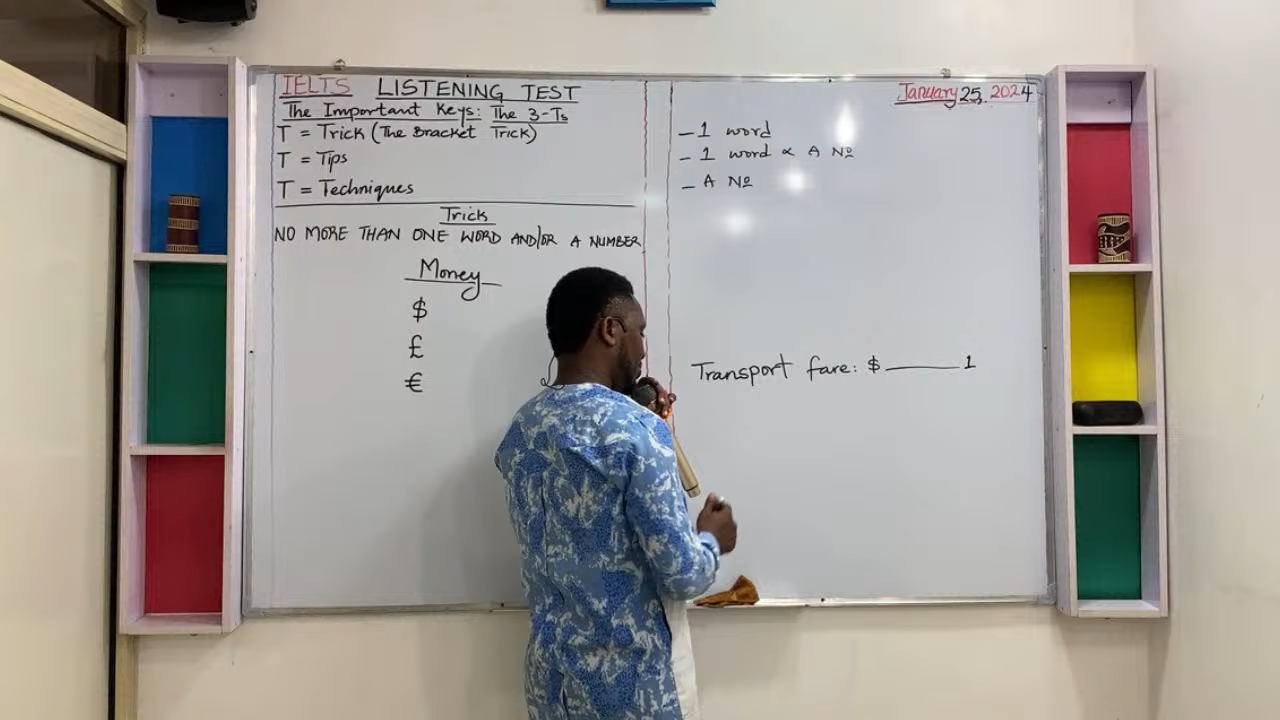 IELTS LISTENING TEST
The Important Keys: The 3-Ts
T = Trick (The Bracket Trick)
T = Tips
T = Techniques
Trick
NO MORE THAN ONE WORD AND/OR A NUMBER
Money
$
£
€
January 25, 2024
- 1 word
- 1 word & A Nº
- A Nº
Transport fare: $ ______ 1